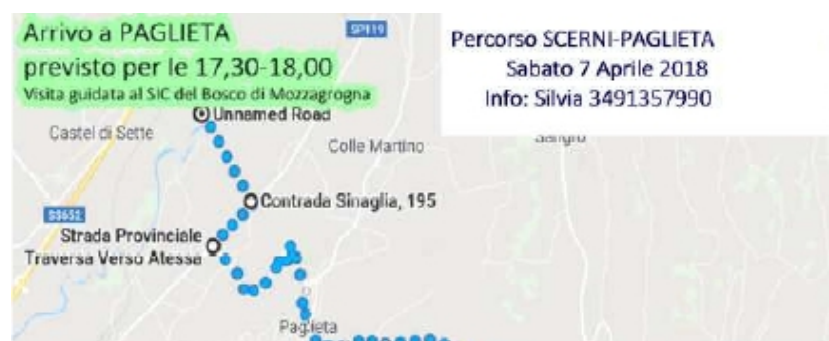 Arrivo a PAGLIETA
previsto per le 17,30-18,00
Visita guidata al SIC del Bosco di Mozzagrogna
SP119
Percorso SCERNI-PAGLIETA
Sabato 7 Aprile 2018
Info: Silvia 3491357990
Unnamed Road
Castel di Sette
Colle Martino
Contrada Sinaglia, 195
SS652
Strada Provinciale
Traversa Verso Atessa
Paglieta